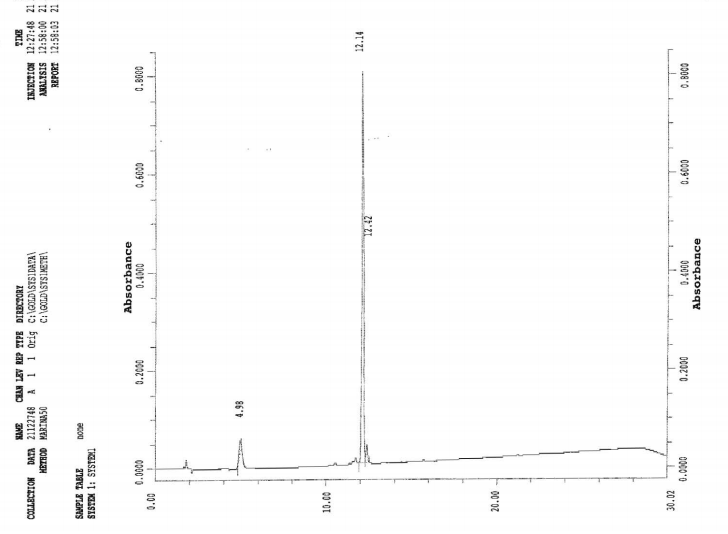 NAME CHAN LEV REP TYPE DIRECTORY TIME
COLLECTION DATA 21122748 A 1 1 Orig C:\GOLD\SYS1DATA\ INJECTION 12:27:48 21
METHOD MARINA50 C:\GOLD\SYS1METH\ ANALYSIS 12:58:00 21
REPORT 12:58:03 21
SAMPLE TABLE none
SYSTEM 1: SYSTEM1
Absorbance
0.0000 0.2000 0.4000 0.6000 0.8000
0.00
4.98
10.00
12.14
12.42
20.00
30.02
0.0000 0.2000 0.4000 0.6000 0.8000
Absorbance